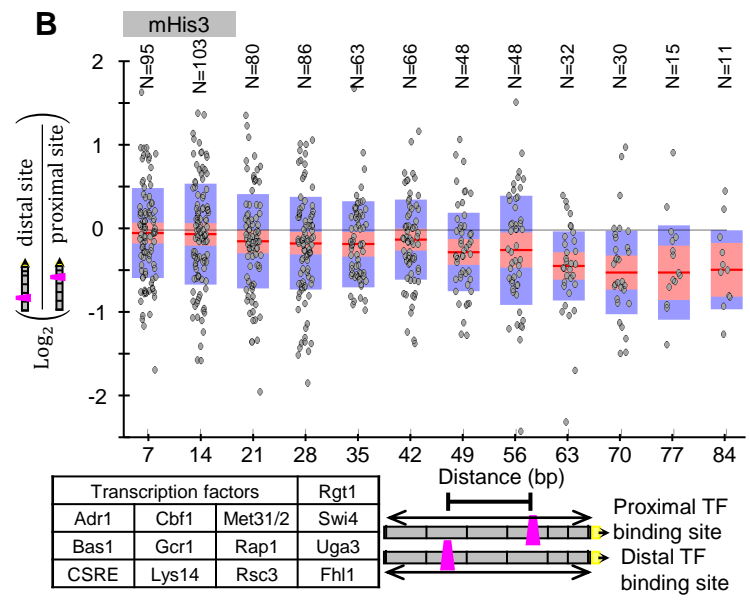 B
mHis3
N=95 N=103 N=80 N=86 N=63 N=66 N=48 N=48 N=32 N=30 N=15 N=11
2
1
0
-1
-2
Log2 ( distal site / proximal site )
7 14 21 28 35 42 49 56 63 70 77 84
Distance (bp)
Transcription factors Rgt1
Adr1 Cbf1 Met31/2 Swi4
Bas1 Gcr1 Rap1 Uga3
CSRE Lys14 Rsc3 Fhl1
Proximal TF
binding site
Distal TF
binding site